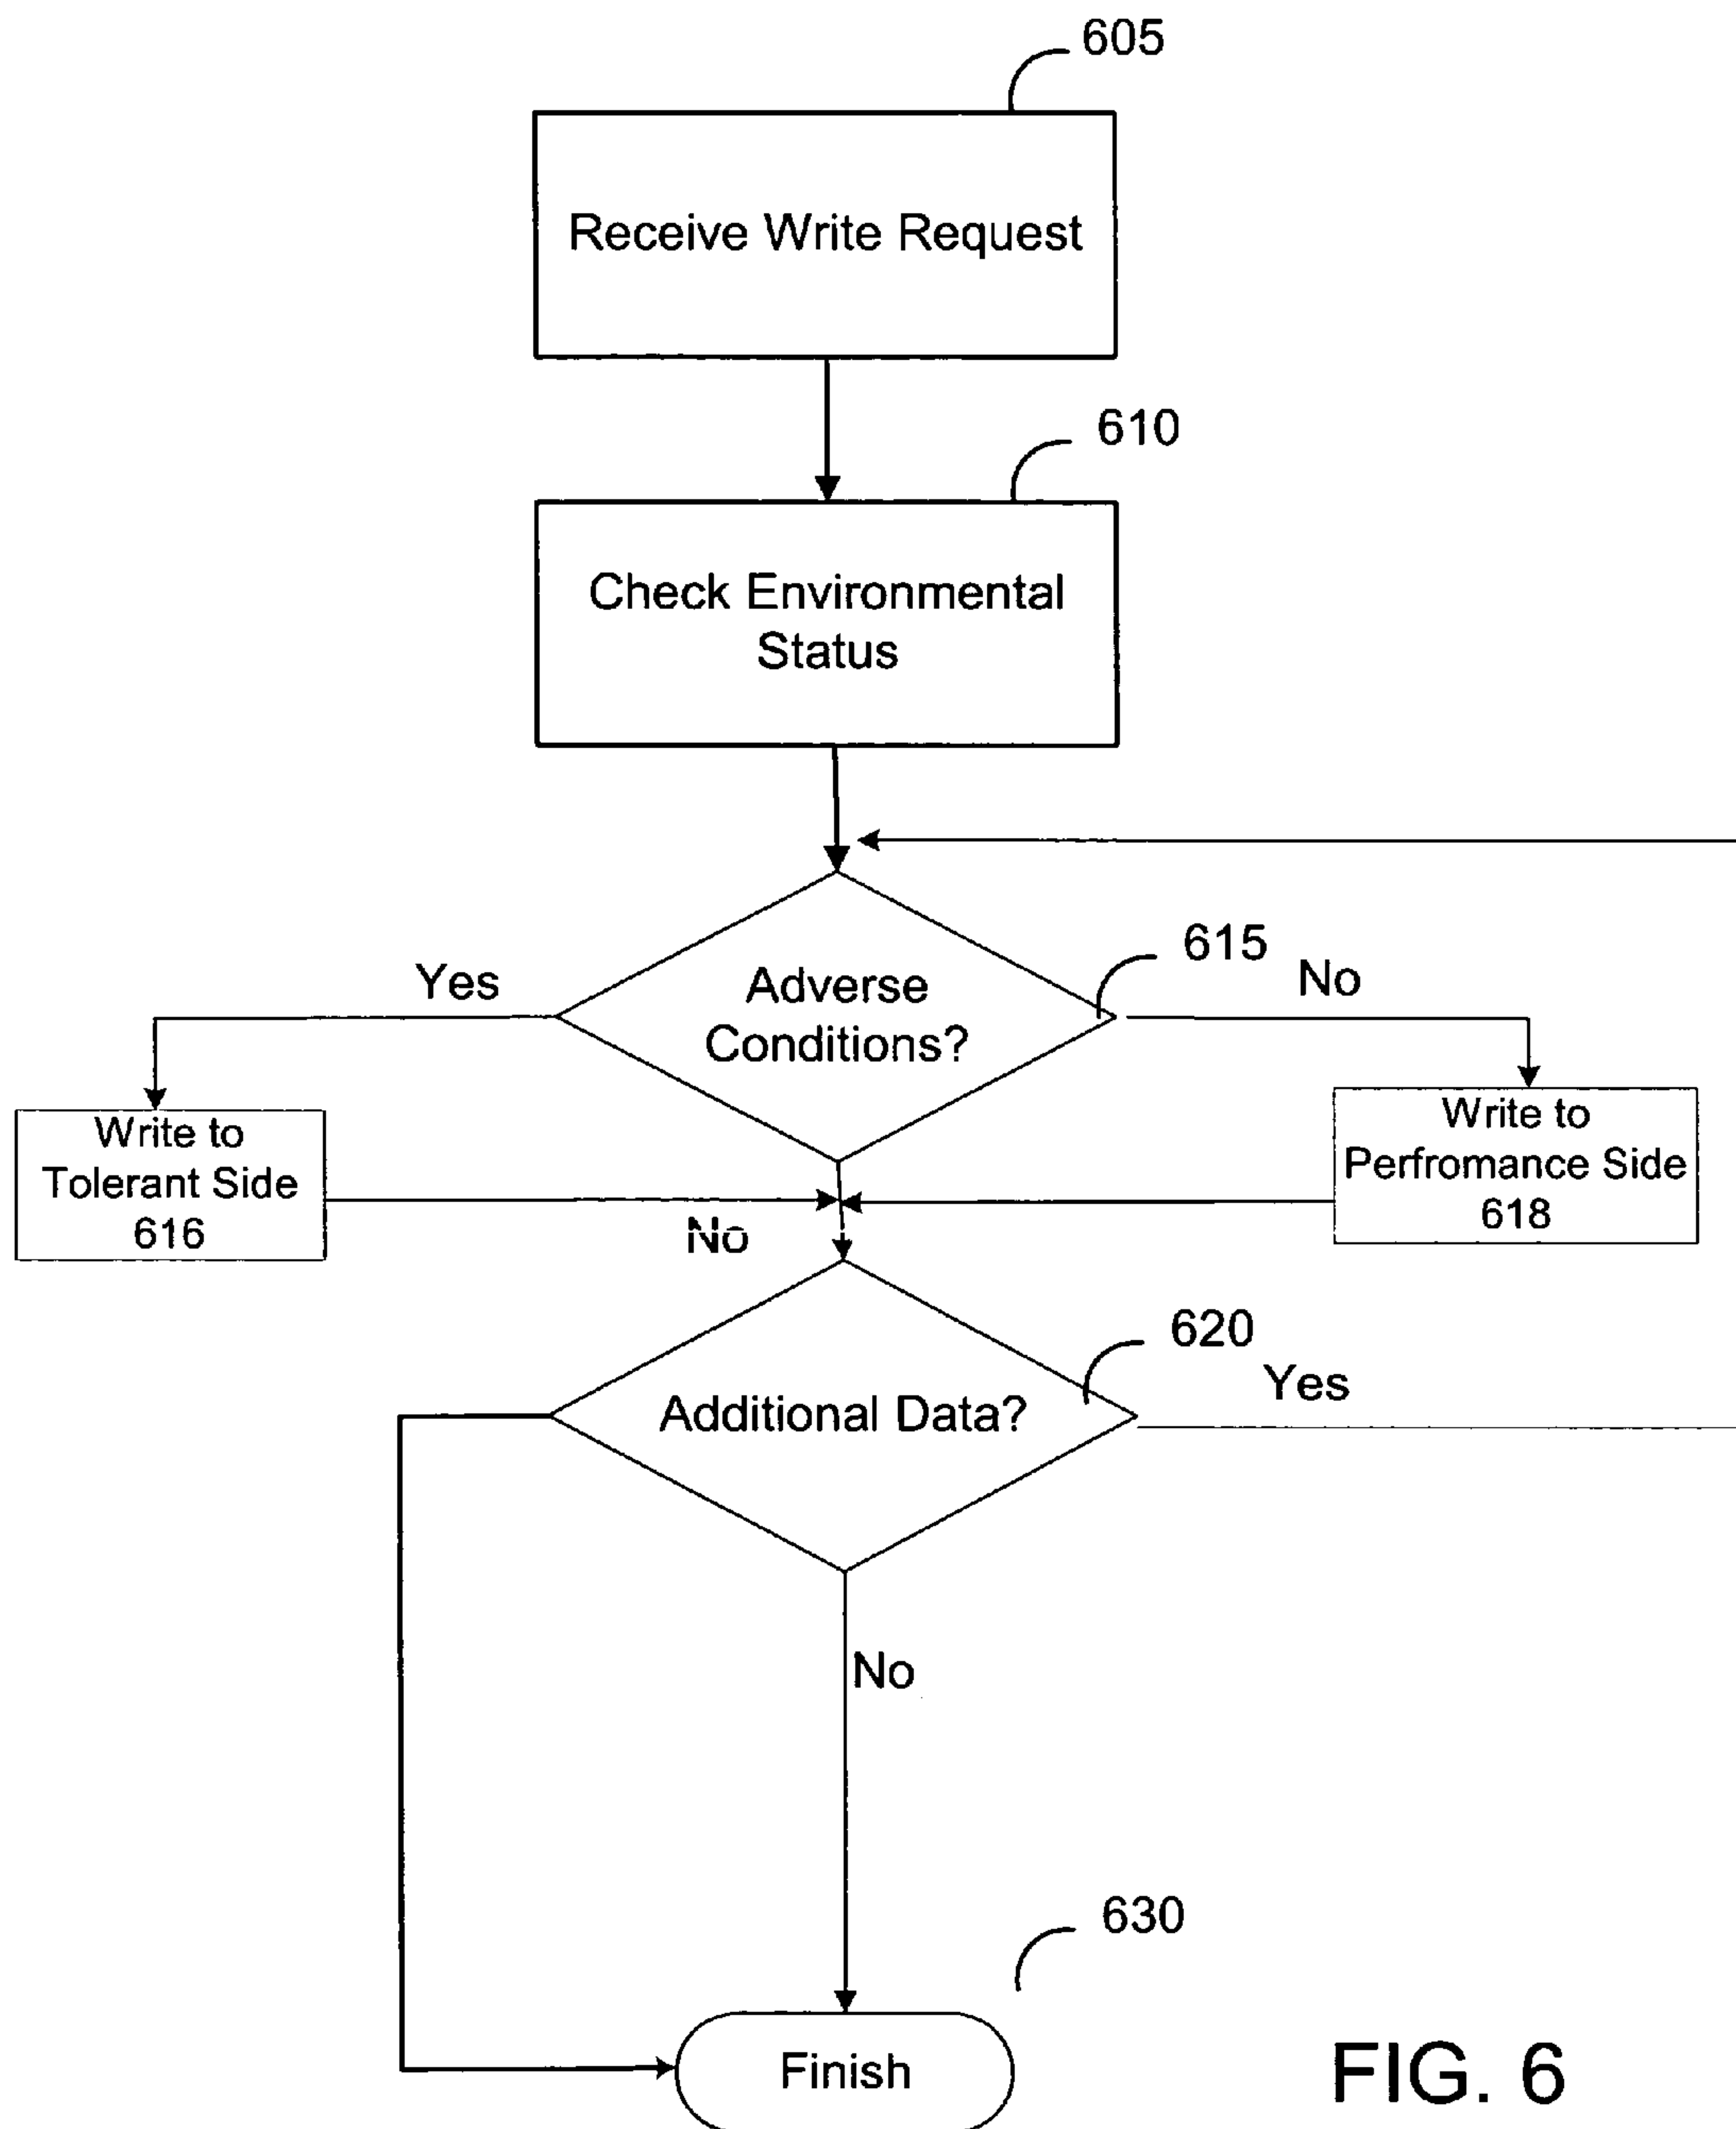 605
Receive Write Request
610
Check Environmental
Status
615
Yes
No
Adverse
Conditions?
Write to
Tolerant Side
616
Write to
Perfromance Side
618
No
620
Yes
Additional Data?
No
630
Finish
FIG. 6